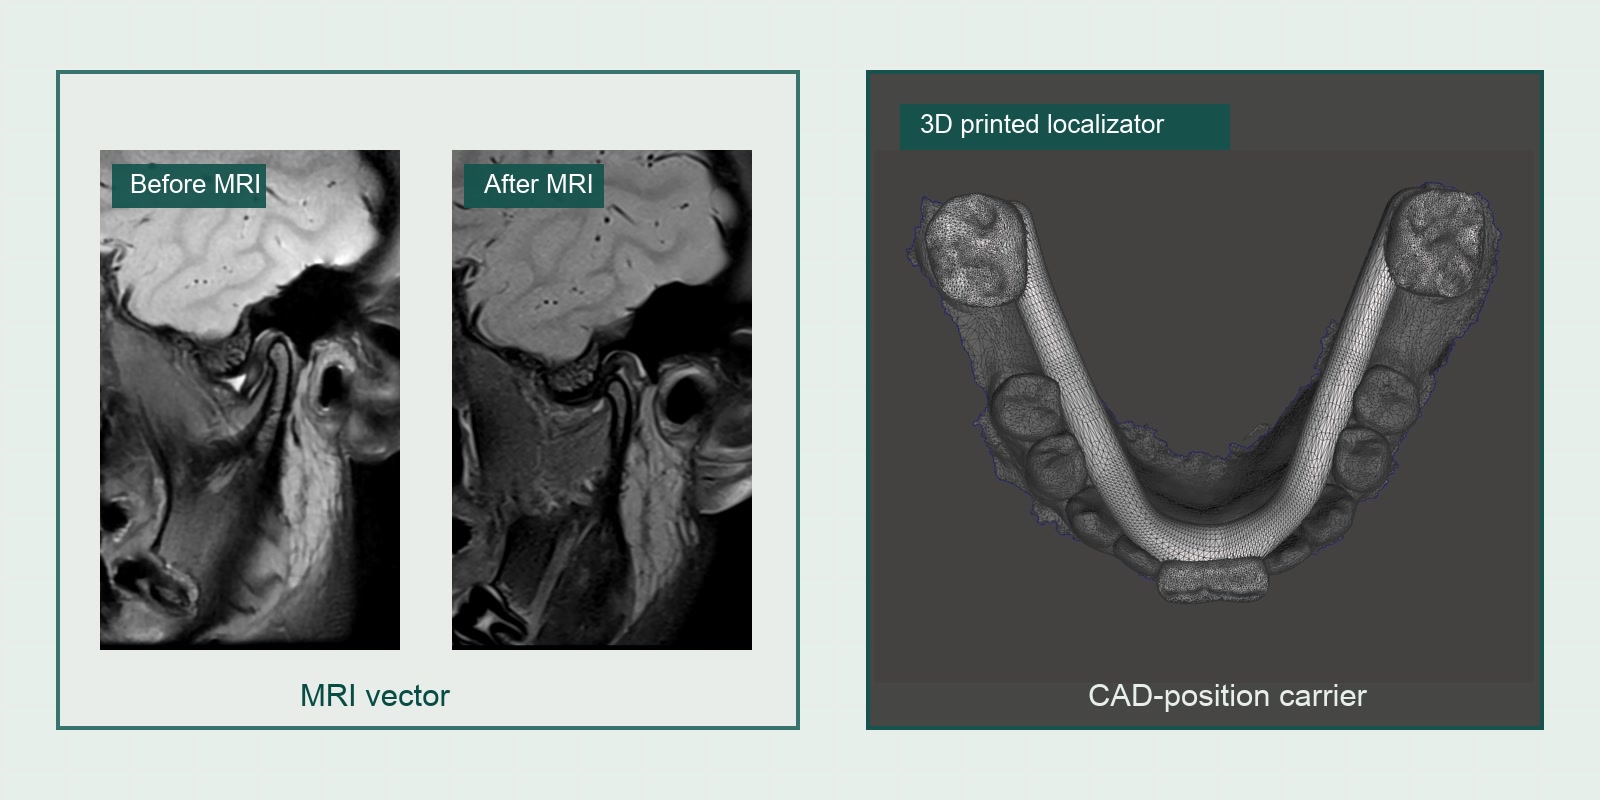 Before MRI
After MRI
MRI vector
3D printed localizator
CAD-position carrier